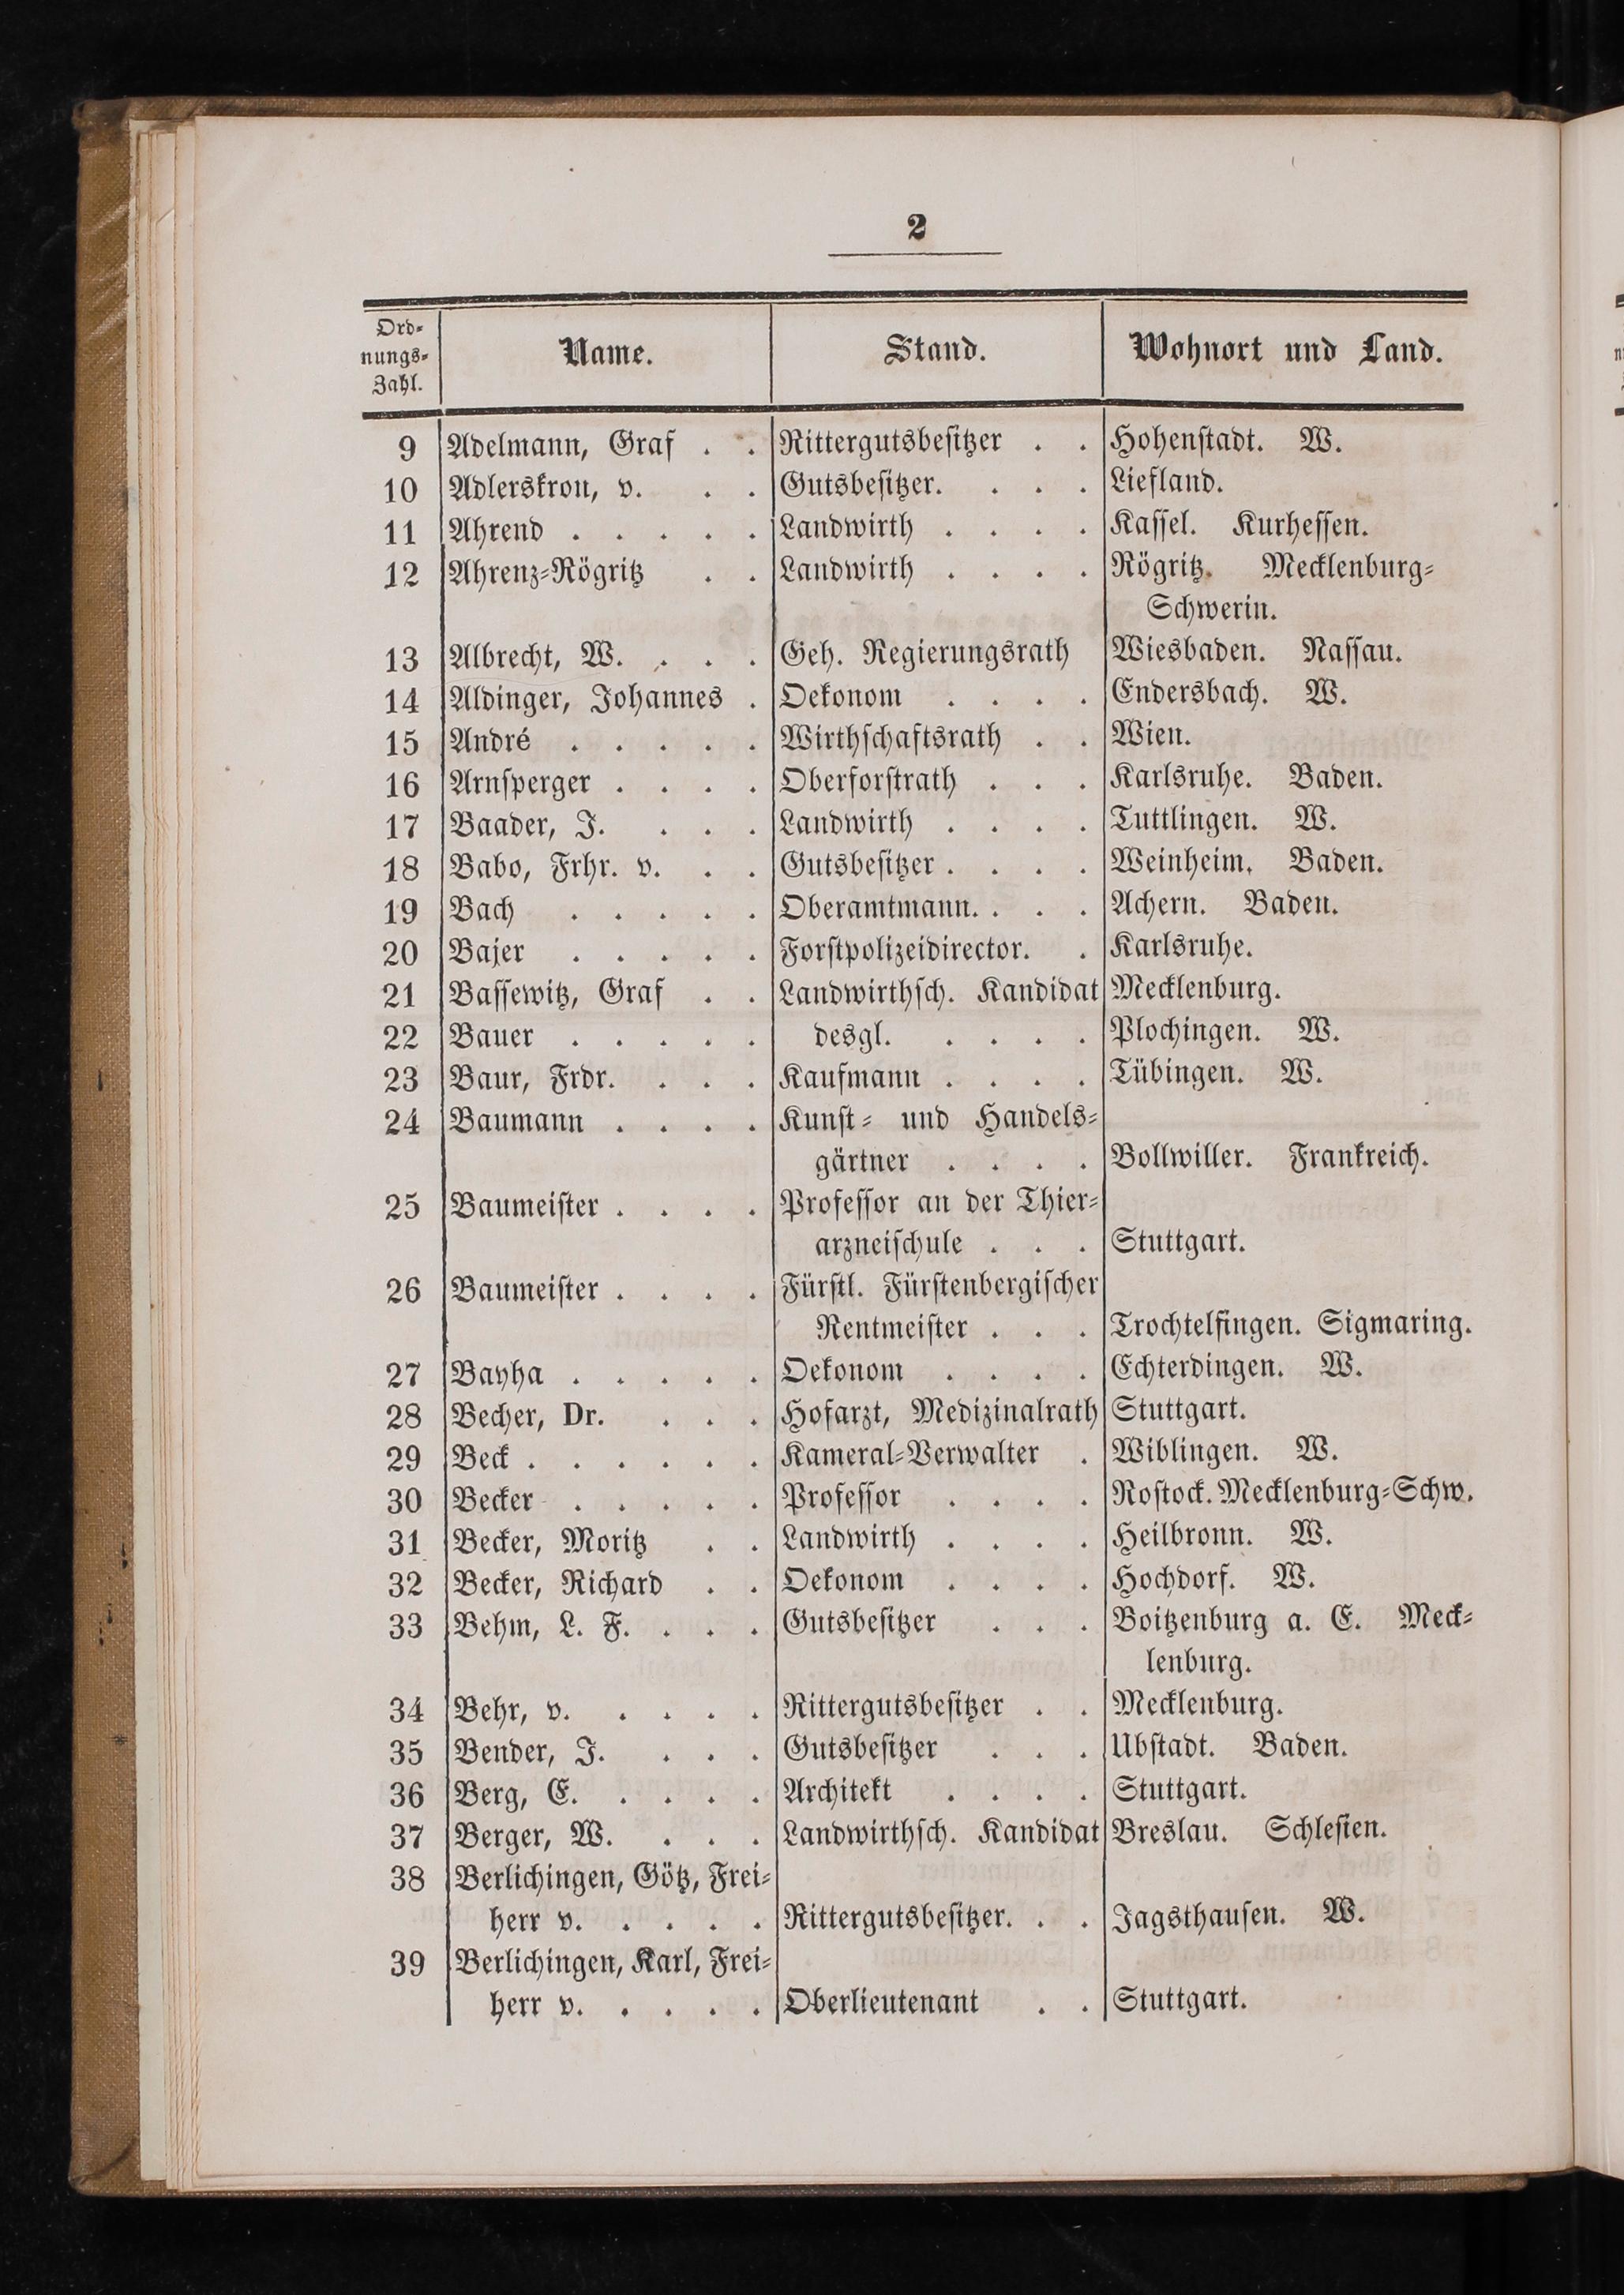 2
Ord-
nungs-
Zahl.
Name.
Stand.
Wohnort und Land.
9 Adelmann, Graf . . Rittergutsbesitzer . . Hohenstadt. W.
10 Adlerskron, v. . . Gutsbesitzer. . . . Liefland.
11 Ahrend . . . . . Landwirth . . . . Kassel. Kurhessen.
12 Ahrenz-Rögritz . . Landwirth . . . . Rögritz. Mecklenburg-
Schwerin.
13 Albrecht, W. . . . Geh. Regierungsrath Wiesbaden. Nassau.
14 Aldinger, Johannes . Oekonom . . . . Endersbach. W.
15 André . . . . . Wirthschaftsrath . . Wien.
16 Arnsperger . . . . Oberforstrath . . . Karlsruhe. Baden.
17 Baader, J. . . . Landwirth . . . . Tuttlingen. W.
18 Babo, Frhr. v. . . Gutsbesitzer . . . . Weinheim. Baden.
19 Bach . . . . . Oberamtmann. . . . Achern. Baden.
20 Bajer . . . . . Forstpolizeidirector. . Karlsruhe.
21 Bassewitz, Graf . . Landwirthsch. Kandidat Mecklenburg.
22 Bauer . . . . . desgl. . . . . Plochingen. W.
23 Baur, Frdr. . . . Kaufmann . . . . Tübingen. W.
24 Baumann . . . . Kunst- und Handels-
gärtner . . . . Bollwiller. Frankreich.
25 Baumeister . . . . Professor an der Thier-
arzneischule . . . Stuttgart.
26 Baumeister . . . . Fürstl. Fürstenbergischer
Rentmeister . . . Trochtelfingen. Sigmaring.
27 Bayha . . . . . Oekonom . . . . Echterdingen. W.
28 Becher, Dr. . . . Hofarzt, Medizinalrath Stuttgart.
29 Beck . . . . . . Kameral-Verwalter . Wiblingen. W.
30 Becker . . . . . Professor . . . . Rostock. Mecklenburg-Schw.
31 Becker, Moritz . . Landwirth . . . . Heilbronn. W.
32 Becker, Richard . . Oekonom . . . . Hochdorf. W.
33 Behm, L. F. . . . Gutsbesitzer . . . Boitzenburg a. E. Meck-
lenburg.
34 Behr, v. . . . . Rittergutsbesitzer . . Mecklenburg.
35 Bender, J. . . . Gutsbesitzer . . . Ubstadt. Baden.
36 Berg, E. . . . . Architekt . . . . Stuttgart.
37 Berger, W. . . . Landwirthsch. Kandidat Breslau. Schlesien.
38 Berlichingen, Götz, Frei-
herr v. . . . . Rittergutsbesitzer. . . Jagsthausen. W.
39 Berlichingen, Karl, Frei-
herr v. . . . . Oberlieutenant . . Stuttgart.